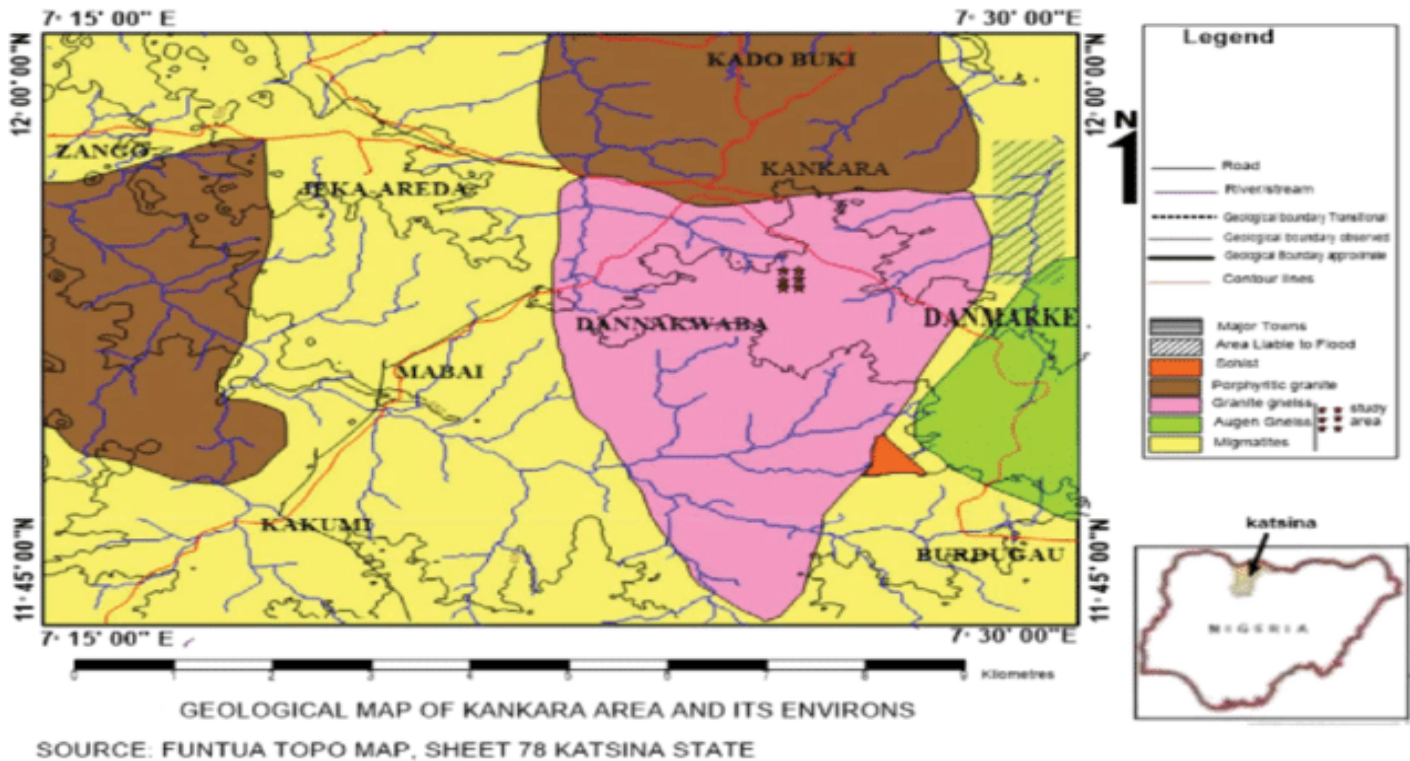 7° 15' 00" E
7° 30' 00"E
12° 00' 00"N
12° 00' 00"N
KADO BUKI
ZANGO
JEKA AREDA
KANKARA
DANNAKWABA
DANMARKE
MABAI
KAKUMI
BURDUGAU
11° 45' 00"N
11° 45' 00"N
7° 15' 00" E
7° 30' 00"E
N
Legend
Road
River/stream
Geological boundary Transitional
Geological boundary observed
Geological Boundary approximate
Contour lines
Major Towns
Area Liable to Flood
Schist
Porphyritic granite
Granite gneiss
Augen Gneiss
Migmatites
study
area
katsina
NIGERIA
0 1 2 3 4 5 6 7 8 9 Kilometres
GEOLOGICAL MAP OF KANKARA AREA AND ITS ENVIRONS
SOURCE: FUNTUA TOPO MAP, SHEET 78 KATSINA STATE